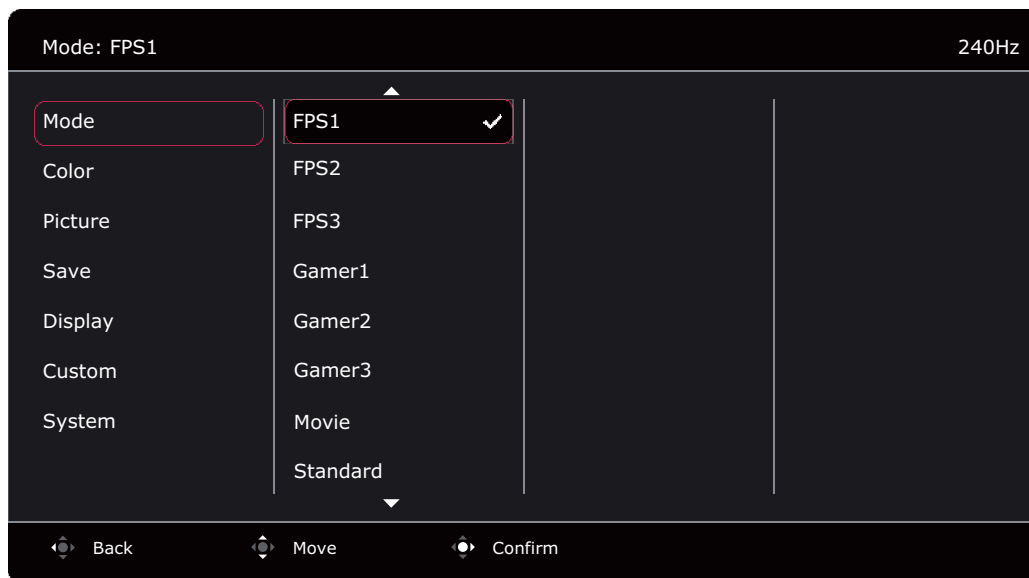 Mode: FPS1 240Hz
Mode
Color
Picture
Save
Display
Custom
System
FPS1
FPS2
FPS3
Gamer1
Gamer2
Gamer3
Movie
Standard
Back Move Confirm